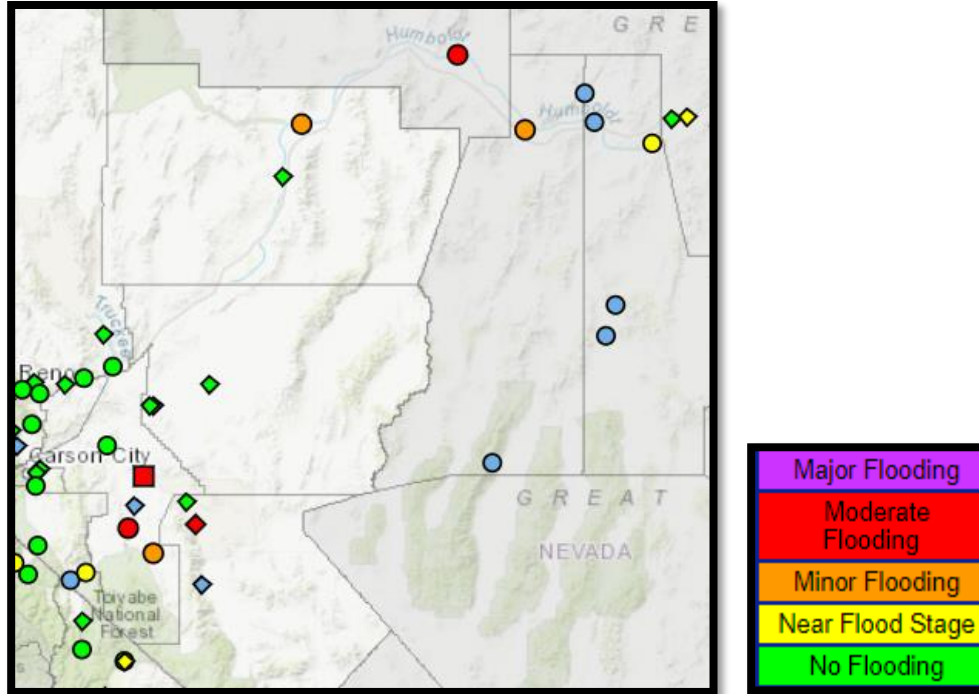 G R E
Humboldt
Humboldt
Truckee
Reno
Carson City
G R E A T
NEVADA
Toiyabe
National
Forest
Major Flooding
Moderate
Flooding
Minor Flooding
Near Flood Stage
No Flooding